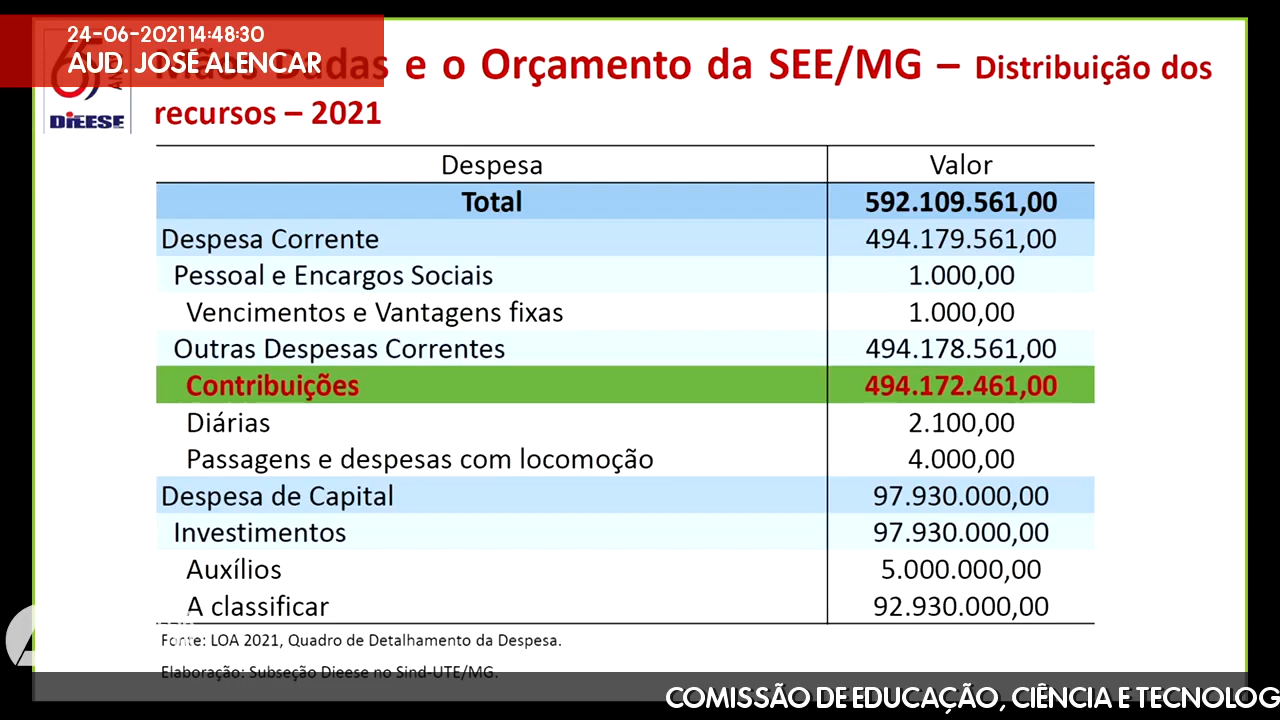 24-06-2021 14:48:30
AUD. JOSÉ ALENCAR
e o Orçamento da SEE/MG – Distribuição dos
recursos – 2021
DIEESE
Despesa Valor
Total 592.109.561,00
Despesa Corrente 494.179.561,00
Pessoal e Encargos Sociais 1.000,00
Vencimentos e Vantagens fixas 1.000,00
Outras Despesas Correntes 494.178.561,00
Contribuições 494.172.461,00
Diárias 2.100,00
Passagens e despesas com locomoção 4.000,00
Despesa de Capital 97.930.000,00
Investimentos 97.930.000,00
Auxílios 5.000.000,00
A classificar 92.930.000,00
Fonte: LOA 2021, Quadro de Detalhamento da Despesa.
Elaboração: Subseção Dieese no Sind-UTE/MG.
COMISSÃO DE EDUCAÇÃO, CIÊNCIA E TECNOLOG